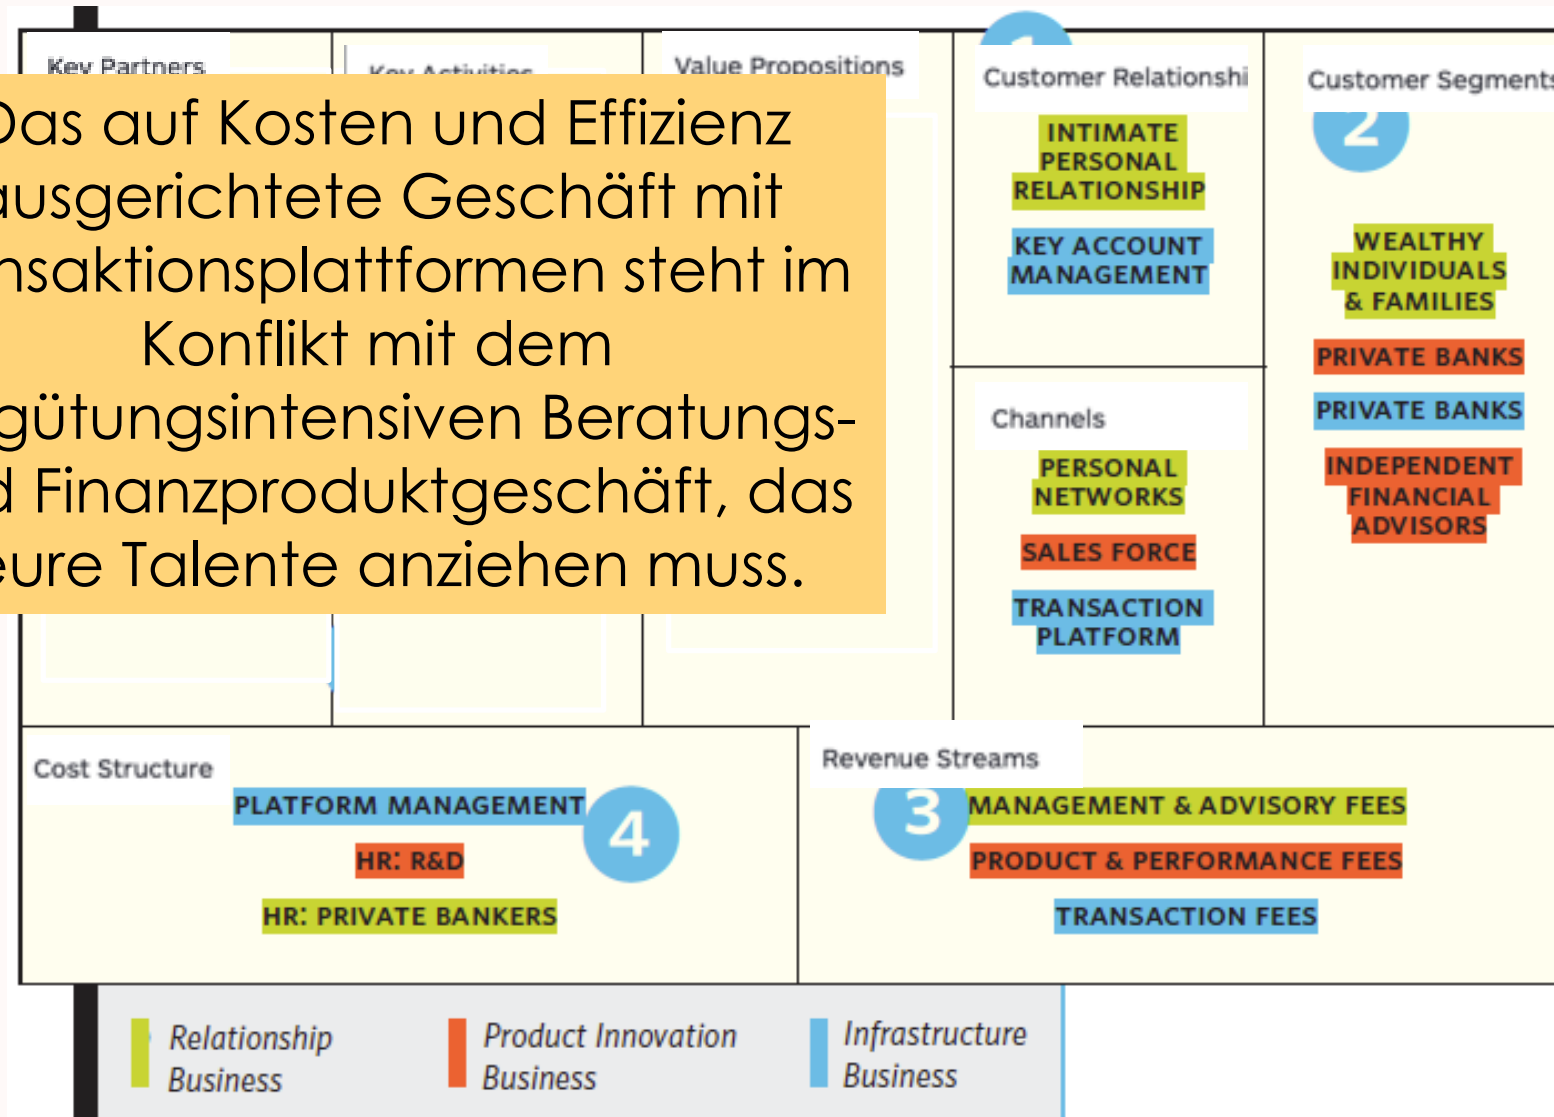 Key Partners
Key Activities
Value Propositions
Das auf Kosten und Effizienz
ausgerichtete Geschäft mit
nsaktionsplattformen steht im
Konflikt mit dem
gütungsintensiven Beratungs-
d Finanzproduktgeschäft, das
eure Talente anziehen muss.
Customer Relationshi
INTIMATE
PERSONAL
RELATIONSHIP
KEY ACCOUNT
MANAGEMENT
Channels
PERSONAL
NETWORKS
SALES FORCE
TRANSACTION
PLATFORM
Customer Segments
2
WEALTHY
INDIVIDUALS
& FAMILIES
PRIVATE BANKS
PRIVATE BANKS
INDEPENDENT
FINANCIAL
ADVISORS
Cost Structure
PLATFORM MANAGEMENT
4
HR: R&D
HR: PRIVATE BANKERS
Revenue Streams
3
MANAGEMENT & ADVISORY FEES
PRODUCT & PERFORMANCE FEES
TRANSACTION FEES
Relationship
Business
Product Innovation
Business
Infrastructure
Business